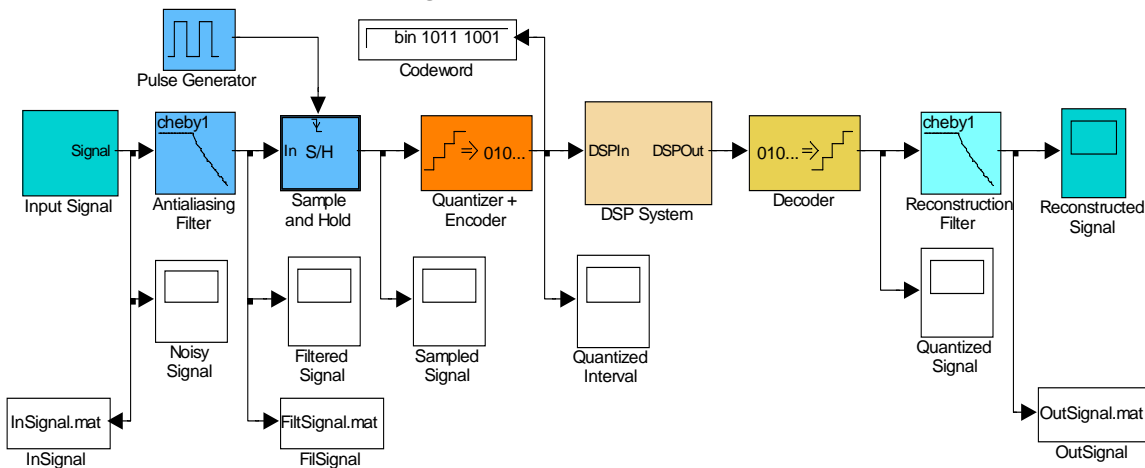 bin 1011 1001
Codeword
Pulse Generator
Signal
Input Signal
cheby1
Antialiasing
Filter
In
S/H
Sample
and Hold
010...
Quantizer +
Encoder
DSPIn
DSPOut
DSP System
010...
Decoder
cheby1
Reconstruction
Filter
Reconstructed
Signal
Noisy
Signal
Filtered
Signal
Sampled
Signal
Quantized
Interval
Quantized
Signal
InSignal.mat
InSignal
FiltSignal.mat
FilSignal
OutSignal.mat
OutSignal